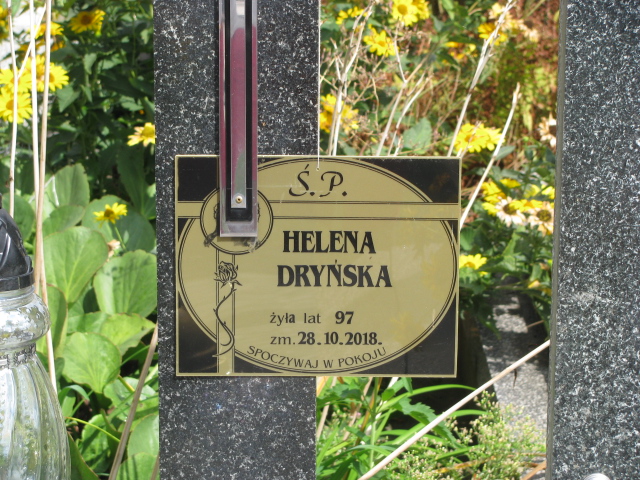 Ś.P.
HELENA
DRYŃSKA
żyła lat 97
zm. 28.10.2018.
SPOCZYWAJ W POKOJU